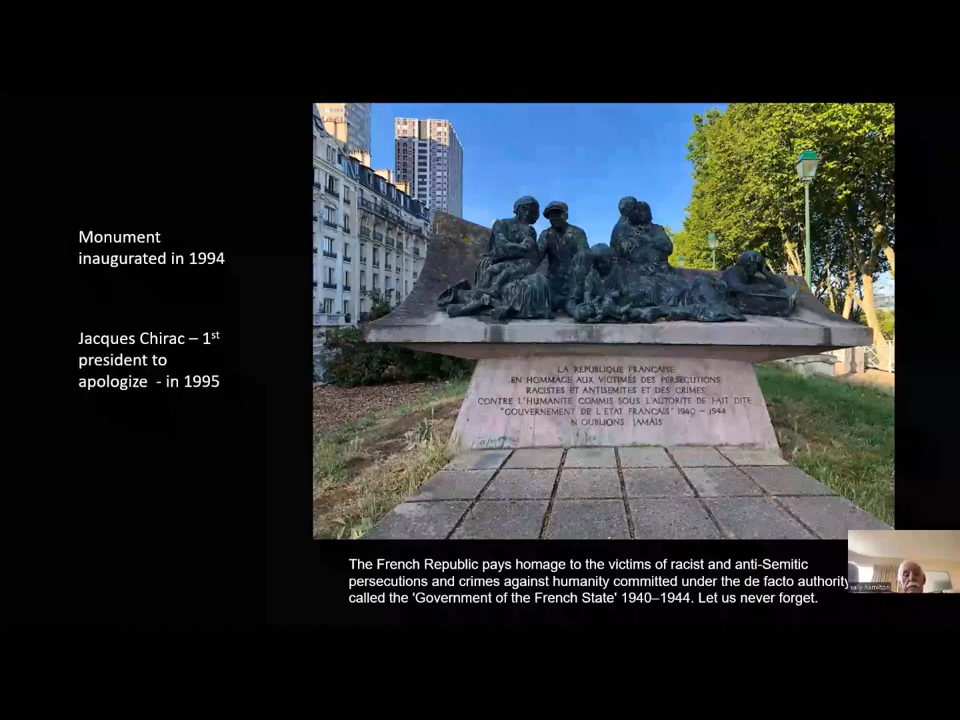 Monument
inaugurated in 1994
Jacques Chirac – 1st
president to
apologize - in 1995
LA REPUBLIQUE FRANCAISE
EN HOMMAGE AUX VICTIMES DES PERSECUTIONS
RACISTES ET ANTISEMITES ET DES CRIMES
CONTRE L'HUMANITE COMMIS SOUS L'AUTORITE DE FAIT DITE
"GOUVERNEMENT DE L'ETAT FRANCAIS" 1940 – 1944
N'OUBLIONS JAMAIS
The French Republic pays homage to the victims of racist and anti-Semitic
persecutions and crimes against humanity committed under the de facto authority
called the 'Government of the French State' 1940–1944. Let us never forget.
sally hamilton